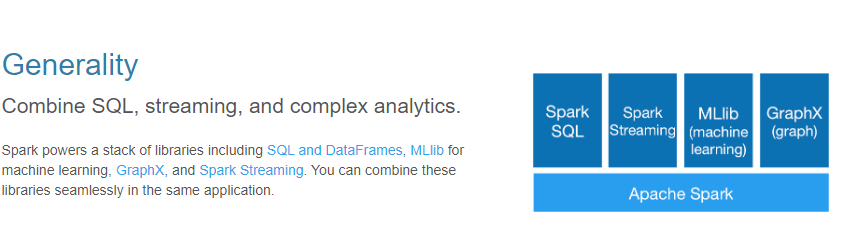 Generality
Combine SQL, streaming, and complex analytics.
Spark powers a stack of libraries including SQL and DataFrames, MLlib for
machine learning, GraphX, and Spark Streaming. You can combine these
libraries seamlessly in the same application.
Spark
SQL
Spark
Streaming
MLlib
(machine
learning)
GraphX
(graph)
Apache Spark